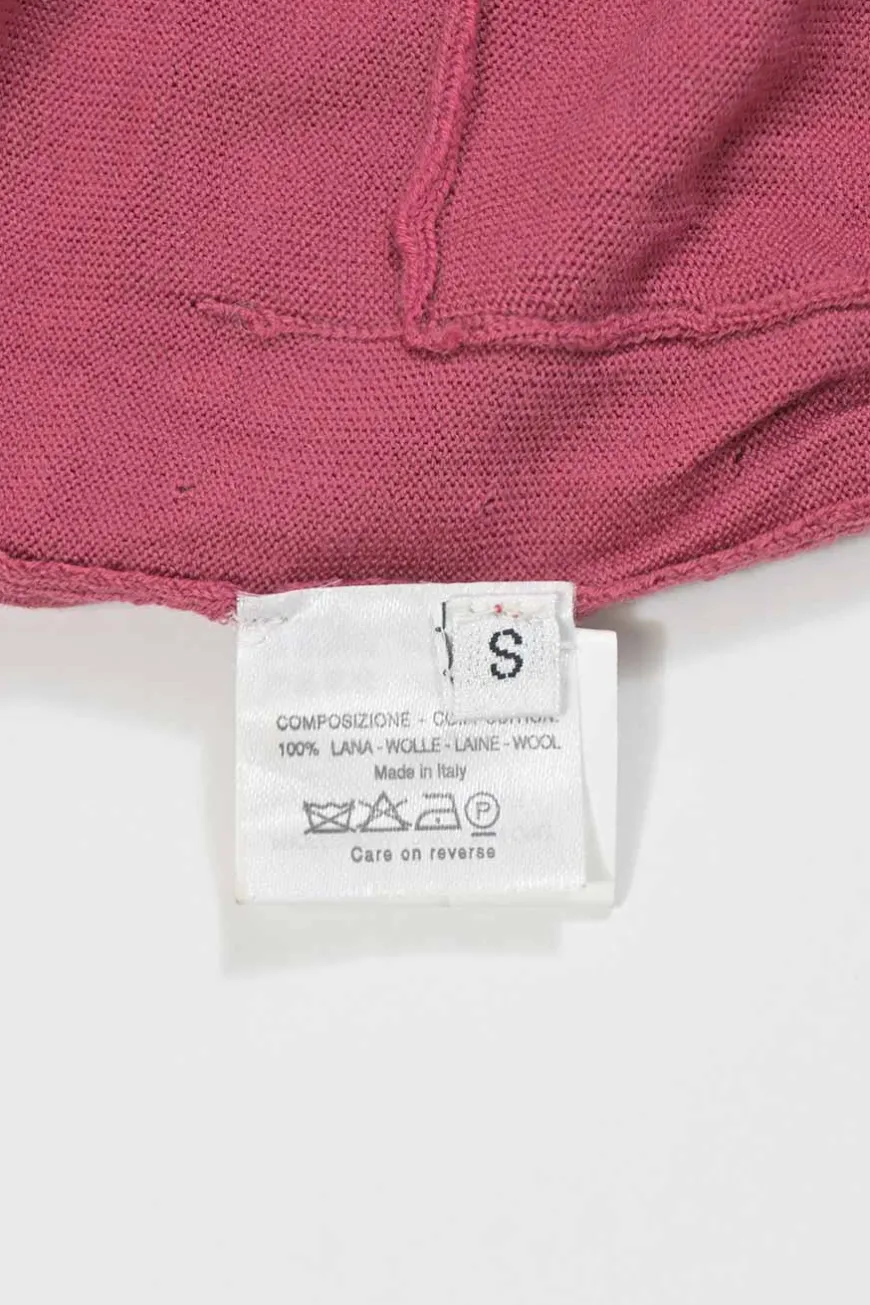 S
COMPOSIZIONE -
100% LANA - WOLLE - LAINE - WOOL
Made in Italy
P
Care on reverse